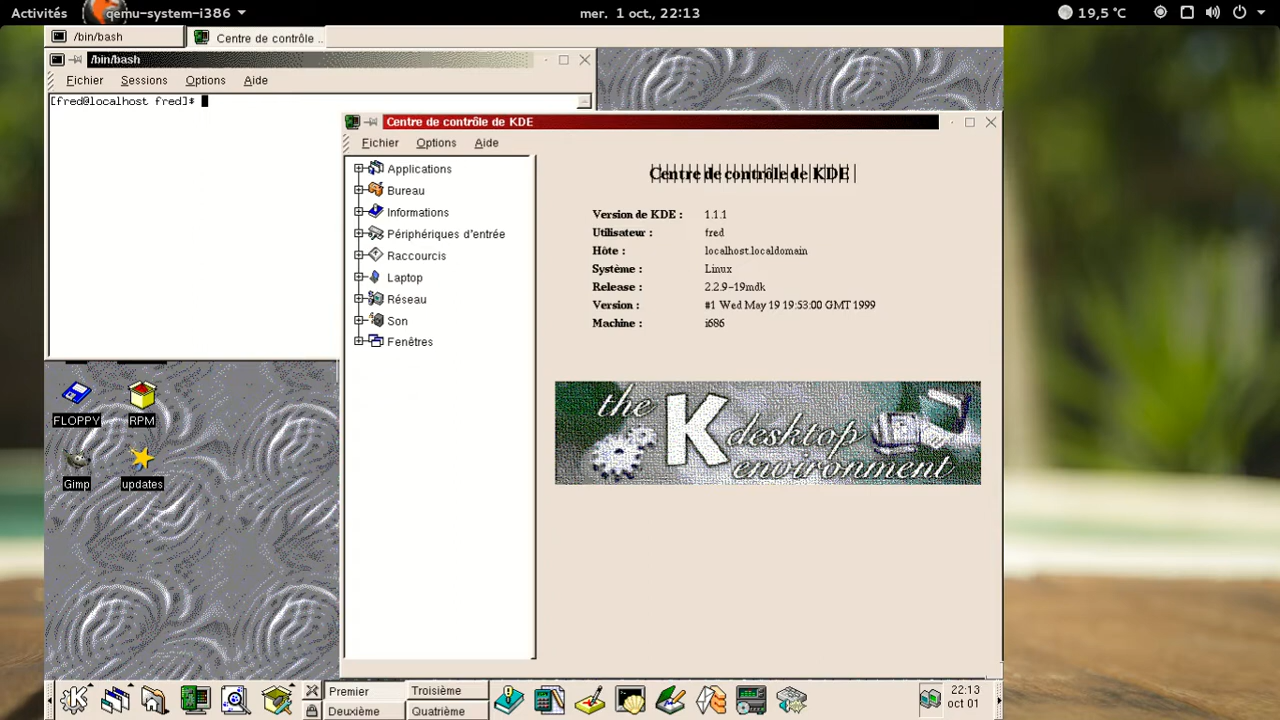 Activités
qemu-system-i386
mer. 1 oct., 22:13
19,5 °C
/bin/bash
Centre de contrôle ..
/bin/bash
Fichier Sessions Options Aide
[fred@localhost fred]*
Centre de contrôle de KDE
Fichier Options Aide
Applications
Bureau
Informations
Périphériques d'entrée
Raccourcis
Laptop
Réseau
Son
Fenêtres
Centre de contrôle de KDE
Version de KDE : 1.1.1
Utilisateur : fred
Hôte : localhost.localdomain
Système : Linux
Release : 2.2.9-19mdk
Version : #1 Wed May 19 19:53:00 GMT 1999
Machine : i686
the K desktop environment
FLOPPY
RPM
Gimp
updates
Premier
Troisième
Deuxième
Quatrième
22:13
oct 01